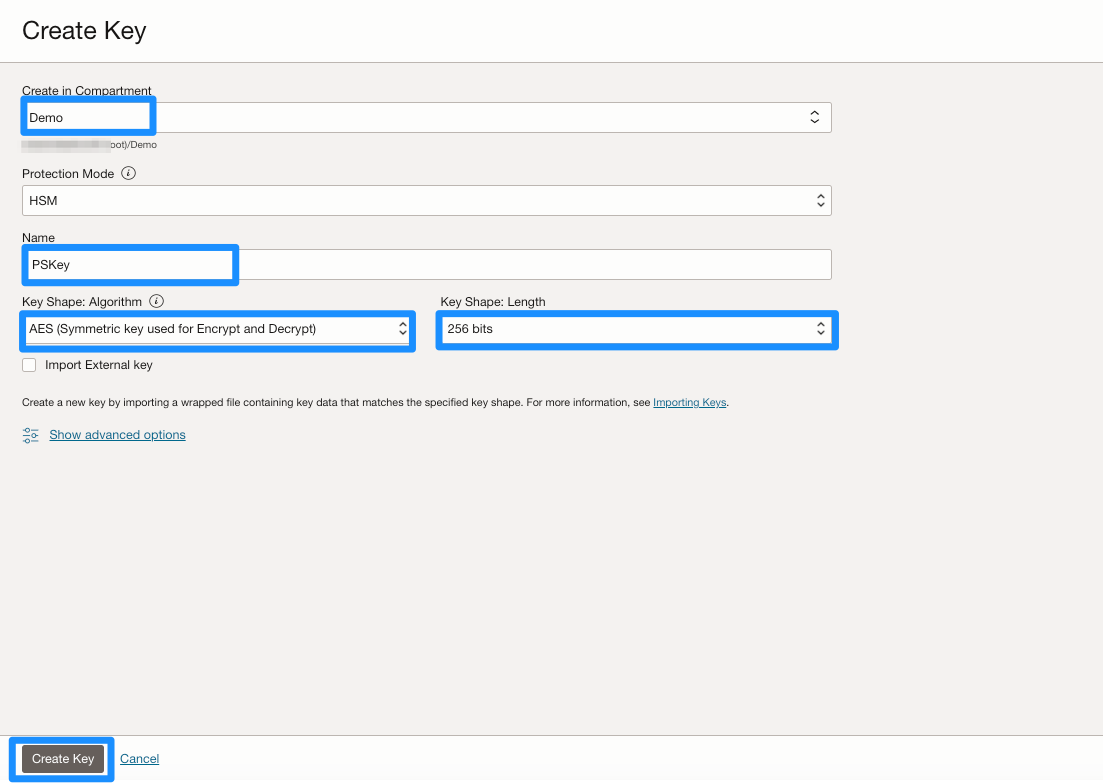 Create Key
Create in Compartment
Demo
oot)/Demo
Protection Mode
HSM
Name
PSKey
Key Shape: Algorithm
Key Shape: Length
AES (Symmetric key used for Encrypt and Decrypt)
256 bits
Import External key
Create a new key by importing a wrapped file containing key data that matches the specified key shape. For more information, see Importing Keys.
Show advanced options
Create Key
Cancel